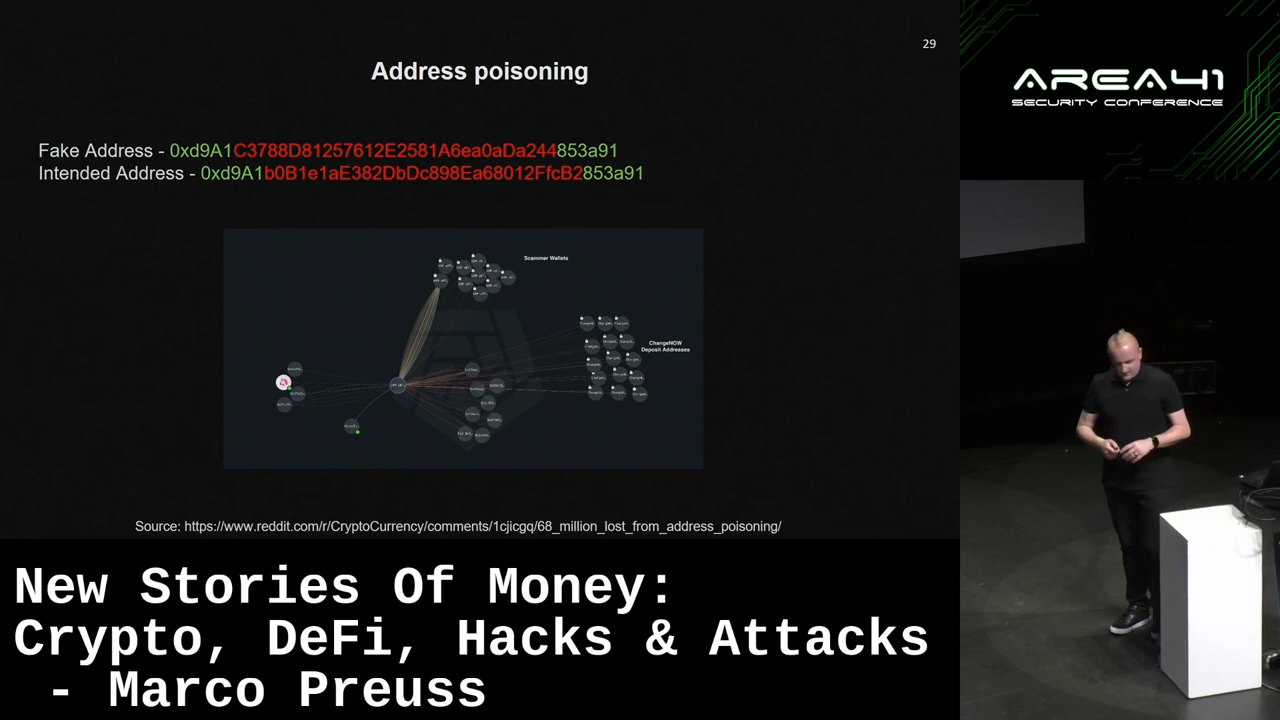 29
Address poisoning
Fake Address - 0xd9A1C3788D81257612E2581A6ea0aDa244853a91
Intended Address - 0xd9A1b0B1e1aE382DbDc898Ea68012FfcB2853a91
Scammer Wallets
ChangeNOW
Deposit Addresses
Source: https://www.reddit.com/r/CryptoCurrency/comments/1cjicgq/68_million_lost_from_address_poisoning/
AREA41
SECURITY CONFERENCE
New Stories Of Money:
Crypto, DeFi, Hacks & Attacks
- Marco Preuss